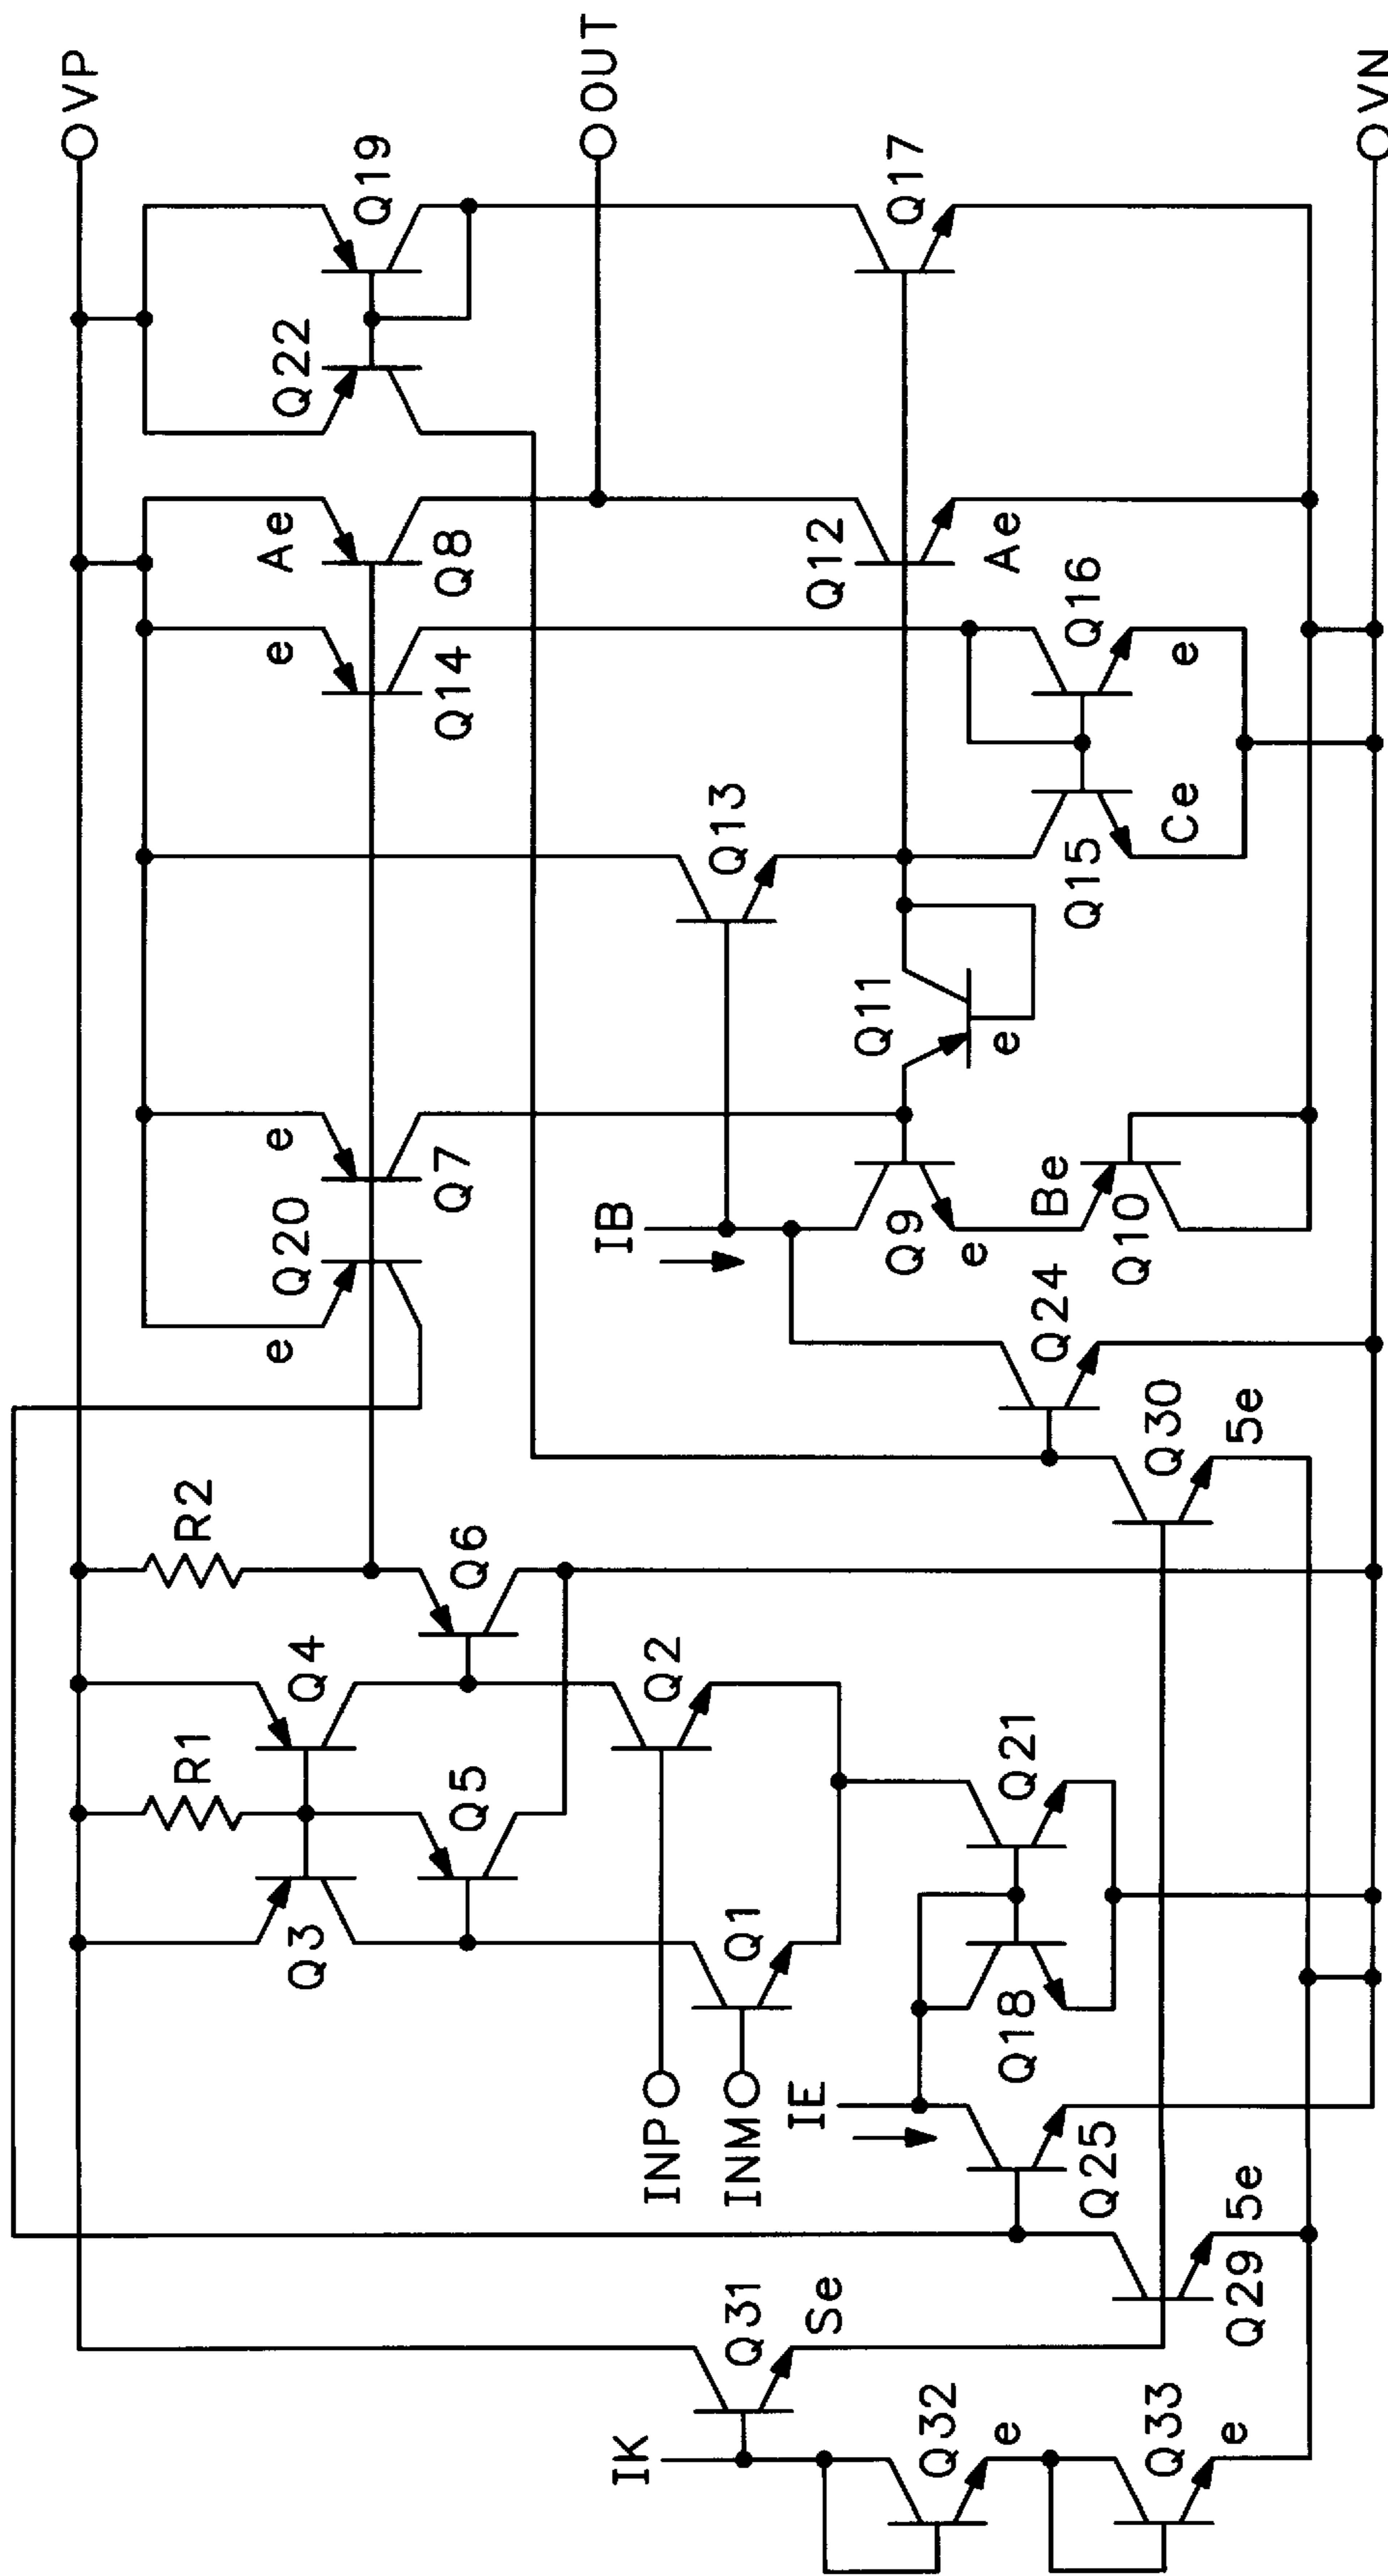 VP
OUT
VN
Q19
Q17
Q22
Ae
Q8
Q12
Ae
e
Q14
Q16
e
Q13
Q15
Ce
Q11
e
e
Q7
Q20
e
IB
Q9
e
Be
Q10
Q24
Q30
5e
R2
Q6
Q4
Q2
R1
Q5
Q21
Q3
Q1
Q18
INP
INM
IE
Q25
5e
Q29
Q31
Se
IK
Q32
e
Q33
e